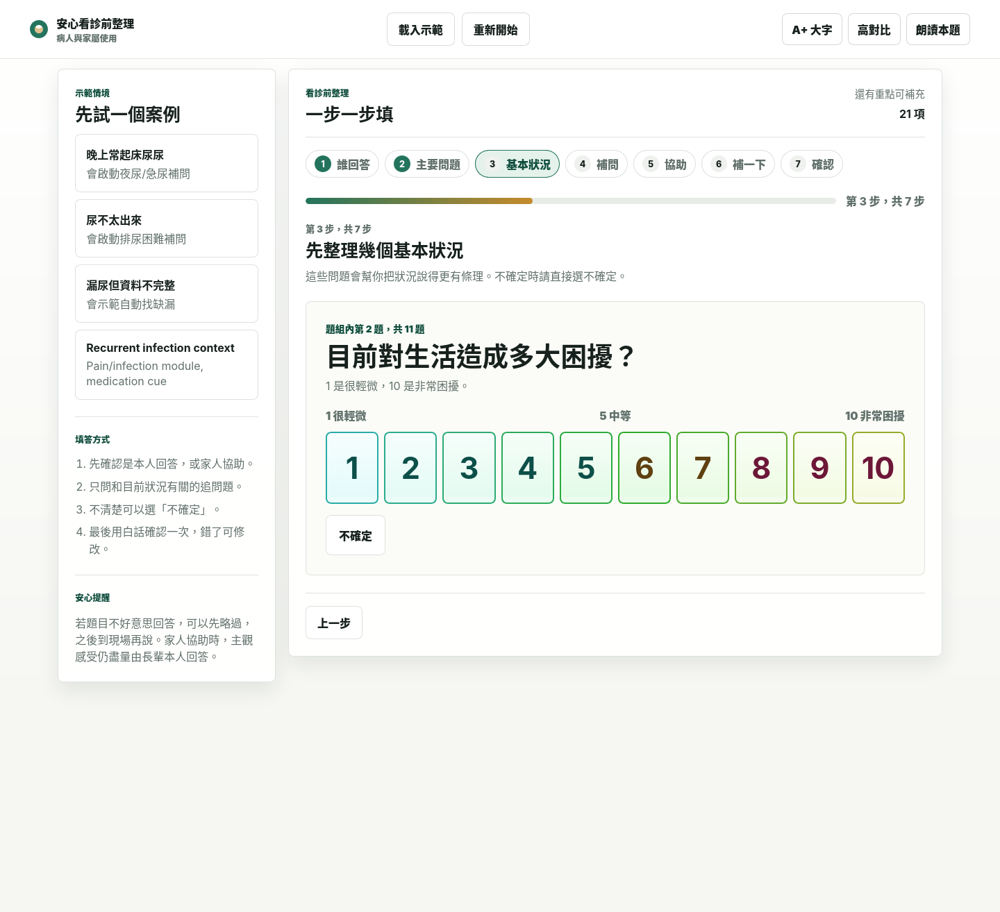 安心看診前整理
病人與家屬使用
載入示範
重新開始
A+ 大字
高對比
朗讀本題
示範情境
先試一個案例
晚上常起床尿尿
會啟動夜尿/急尿補問
尿不太出來
會啟動排尿困難補問
漏尿但資料不完整
會示範自動找缺漏
Recurrent infection context
Pain/infection module,
medication cue
填答方式
1. 先確認是本人回答，或家人協助。
2. 只問和目前狀況有關的追問題。
3. 不清楚可以選「不確定」。
4. 最後用白話確認一次，錯了可修
改。
安心提醒
若題目不好意思回答，可以先略過，
之後到現場再說。家人協助時，主觀
感受仍盡量由長輩本人回答。
看診前整理
一步一步填
還有重點可補充
21 項
1 誰回答
2 主要問題
3 基本狀況
4 補問
5 協助
6 補一下
7 確認
第 3 步，共 7 步
第 3 步，共 7 步
先整理幾個基本狀況
這些問題會幫你把狀況說得更有條理。不確定時請直接選不確定。
題組內第 2 題，共 11 題
目前對生活造成多大困擾？
1 是很輕微，10 是非常困擾。
1 很輕微
5 中等
10 非常困擾
1 2 3 4 5 6 7 8 9 10
不確定
上一步